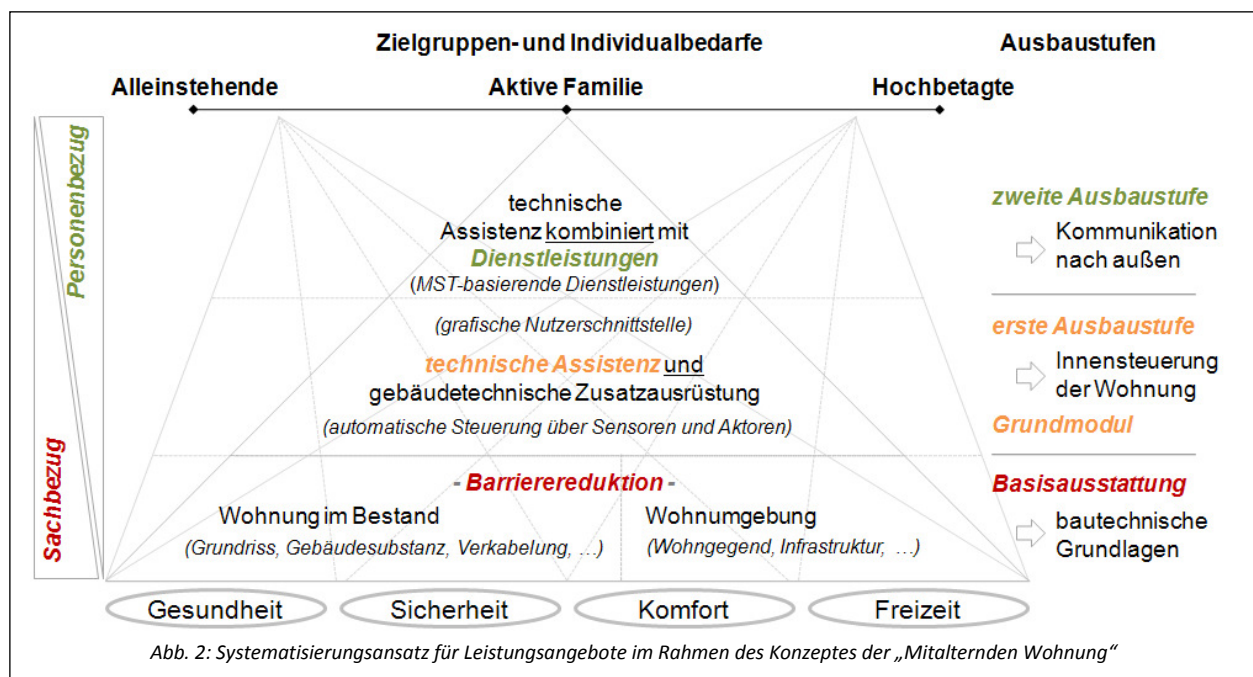 Zielgruppen- und Individualbedarfe
Ausbaustufen
Alleinstehende
Aktive Familie
Hochbetagte
Personenbezug
Sachbezug
technische
Assistenz kombiniert mit
Dienstleistungen
(MST-basierende Dienstleistungen)
(grafische Nutzerschnittstelle)
technische Assistenz und
gebäudetechnische Zusatzausrüstung
(automatische Steuerung über Sensoren und Aktoren)
- Barrierereduktion -
Wohnung im Bestand
(Grundriss, Gebäudesubstanz, Verkabelung, …)
Wohnumgebung
(Wohngegend, Infrastruktur, …)
zweite Ausbaustufe
Kommunikation
nach außen
erste Ausbaustufe
Innensteuerung
der Wohnung
Grundmodul
Basisausstattung
bautechnische
Grundlagen
Gesundheit
Sicherheit
Komfort
Freizeit
Abb. 2: Systematisierungsansatz für Leistungsangebote im Rahmen des Konzeptes der „Mitalternden Wohnung“